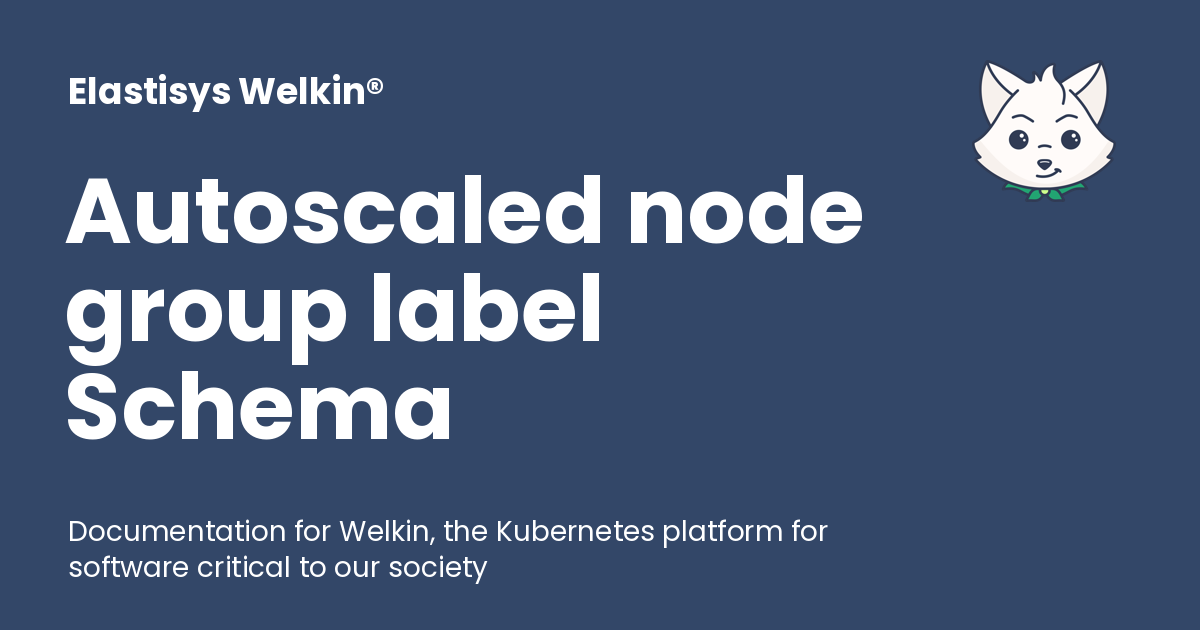 Elastisys Welkin®
Autoscaled node
group label
Schema
Documentation for Welkin, the Kubernetes platform for
software critical to our society